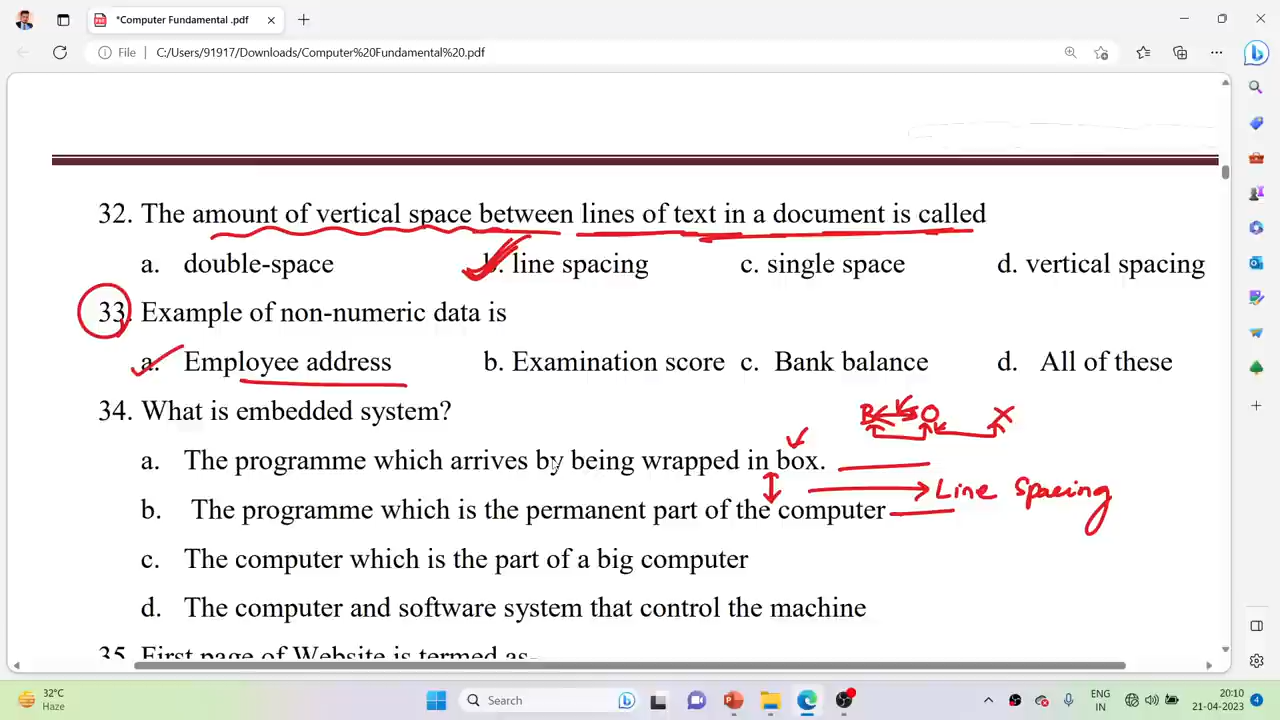 *Computer Fundamental .pdf
File | C:/Users/91917/Downloads/Computer%20Fundamental%20.pdf
32. The amount of vertical space between lines of text in a document is called
a. double-space b. line spacing c. single space d. vertical spacing
33. Example of non-numeric data is
a. Employee address b. Examination score c. Bank balance d. All of these
34. What is embedded system?
B O X
a. The programme which arrives by being wrapped in box.
Line Spacing
b. The programme which is the permanent part of the computer
c. The computer which is the part of a big computer
d. The computer and software system that control the machine
35. First page of Website is termed as-
32°C
Haze
Search
ENG
IN
20:10
21-04-2023
4